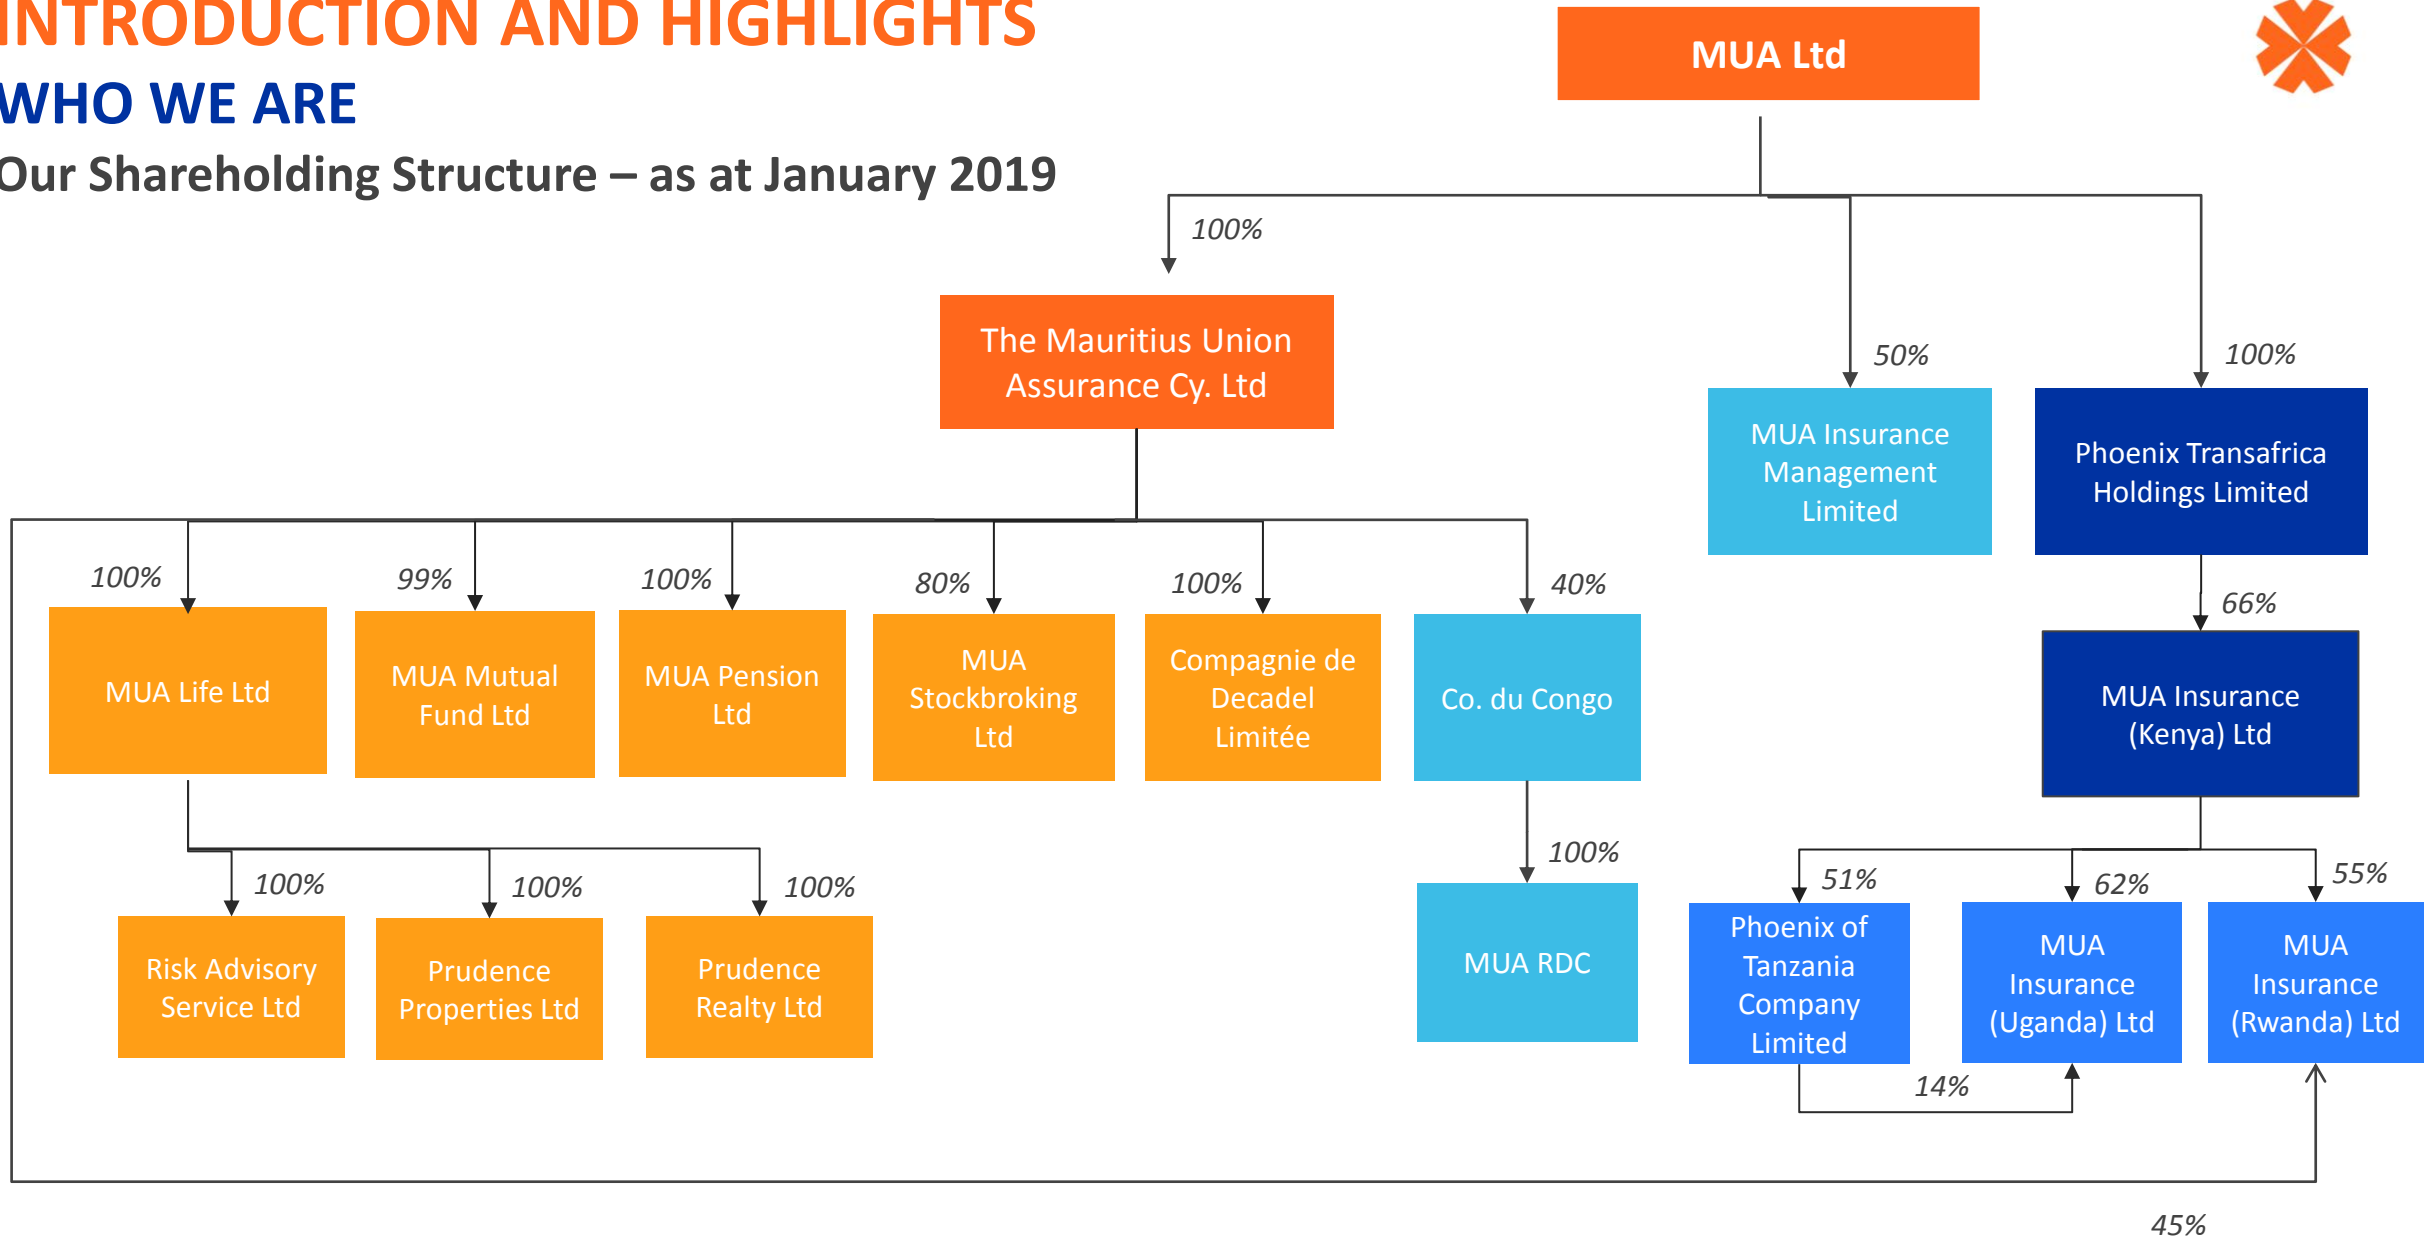 INTRODUCTION AND HIGHLIGHTS
WHO WE ARE
Our Shareholding Structure – as at January 2019
MUA Ltd
100%
50%
100%
The Mauritius Union
Assurance Cy. Ltd
MUA Insurance
Management
Limited
Phoenix Transafrica
Holdings Limited
100%
99%
100%
80%
100%
40%
66%
MUA Life Ltd
MUA Mutual
Fund Ltd
MUA Pension
Ltd
MUA
Stockbroking
Ltd
Compagnie de
Decadel
Limitée
Co. du Congo
MUA Insurance
(Kenya) Ltd
100%
100%
100%
100%
51%
62%
55%
Risk Advisory
Service Ltd
Prudence
Properties Ltd
Prudence
Realty Ltd
MUA RDC
Phoenix of
Tanzania
Company
Limited
MUA
Insurance
(Uganda) Ltd
MUA
Insurance
(Rwanda) Ltd
14%
45%